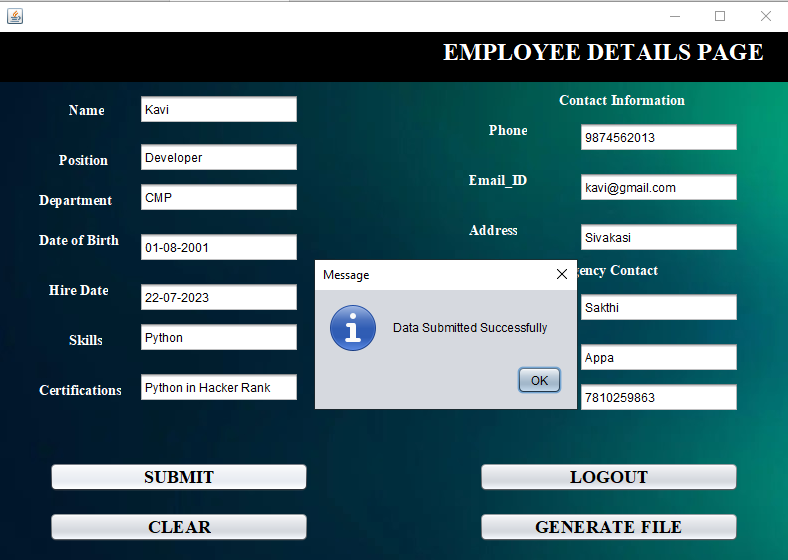 EMPLOYEE DETAILS PAGE
Name Kavi
Position Developer
Department CMP
Date of Birth 01-08-2001
Hire Date 22-07-2023
Skills Python
Certifications Python in Hacker Rank
Contact Information
Phone 9874562013
Email_ID kavi@gmail.com
Address Sivakasi
gency Contact
Sakthi
Appa
7810259863
Message
Data Submitted Successfully
OK
SUBMIT
LOGOUT
CLEAR
GENERATE FILE